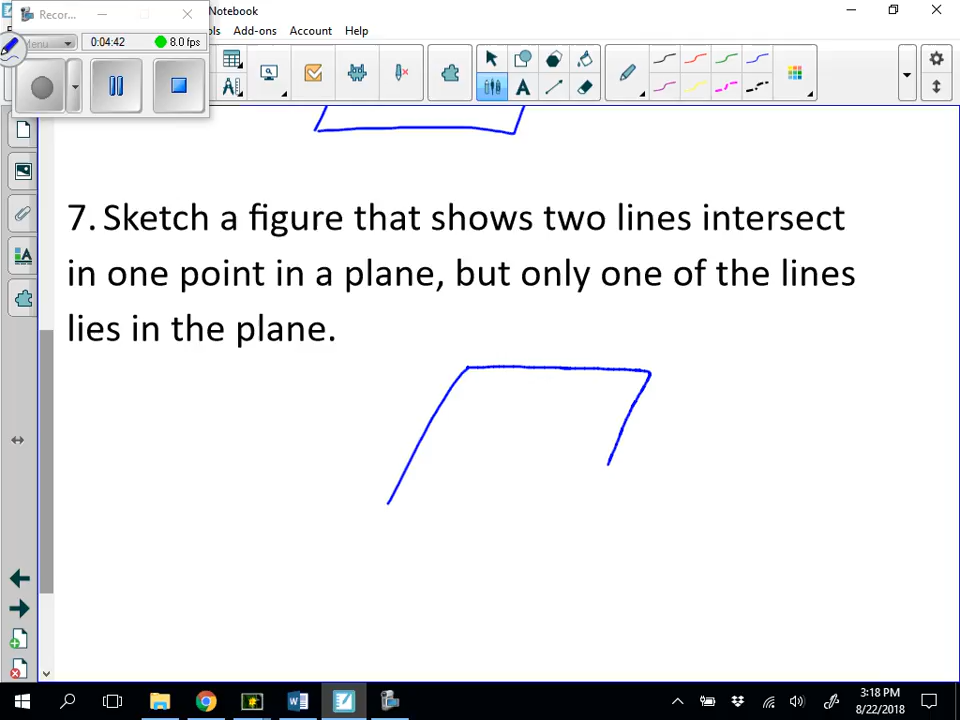 Recor...
Notebook
Menu
0:04:42
8.0 fps
ols Add-ons Account Help
7. Sketch a figure that shows two lines intersect
in one point in a plane, but only one of the lines
lies in the plane.
3:18 PM
8/22/2018